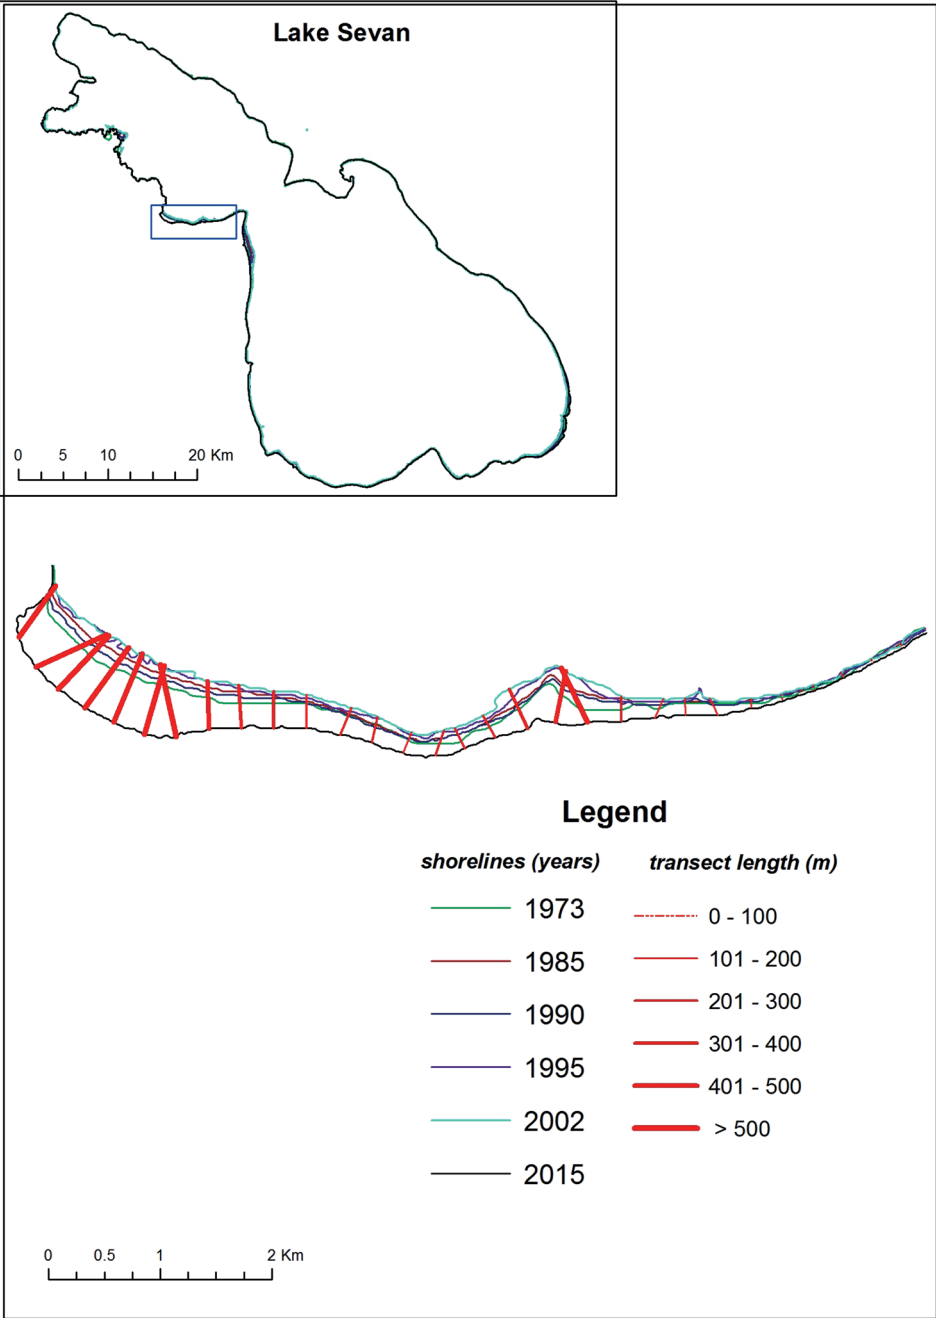 Lake Sevan
0 5 10 20 Km
Legend
shorelines (years)
transect length (m)
1973
1985
1990
1995
2002
2015
0 - 100
101 - 200
201 - 300
301 - 400
401 - 500
> 500
0 0.5 1 2 Km